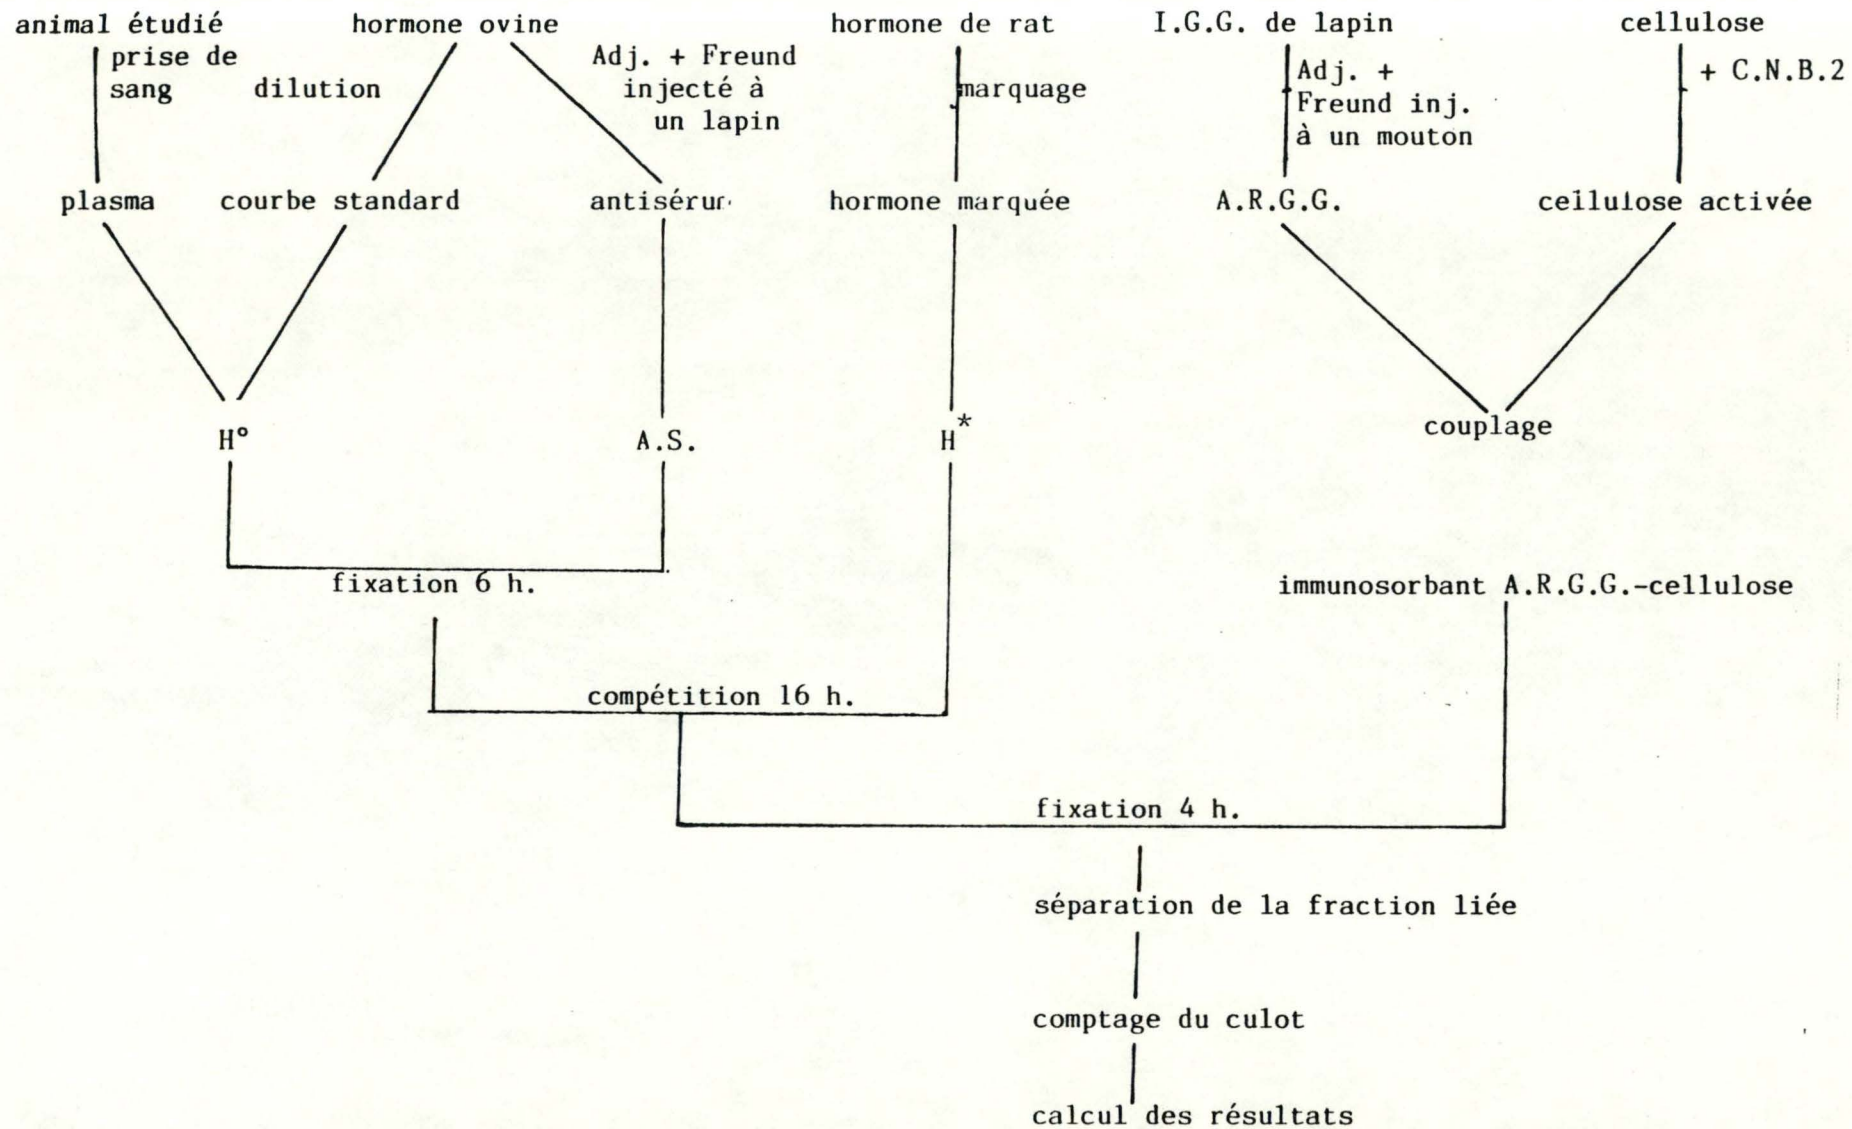 animal étudié hormone ovine hormone de rat I.G.G. de lapin cellulose
prise de sang
dilution
Adj. + Freund
injecté à
un lapin
marquage
Adj. +
Freund inj.
à un mouton
+ C.N.B.2
plasma courbe standard hormone marquée A.R.G.G. cellulose activée
H° A.S. H* couplage
fixation 6 h. immunosorbant A.R.G.G.-cellulose
compétition 16 h.
fixation 4 h.
séparation de la fraction liée
comptage du culot
calcul des résultats